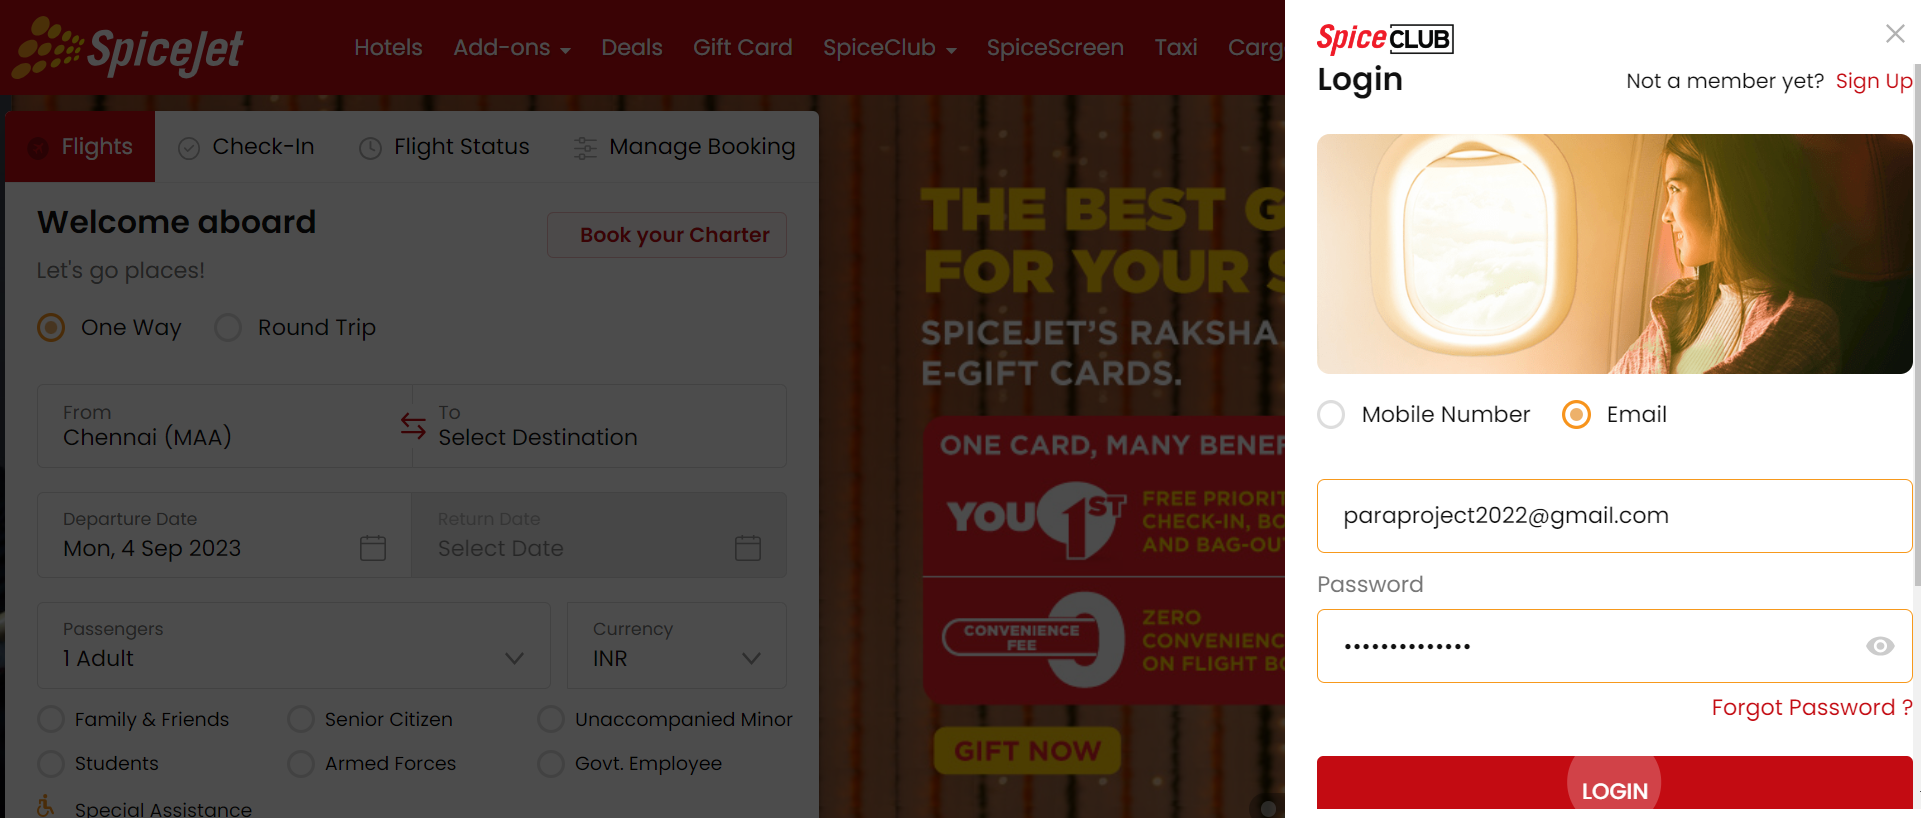 SpiceJet
Hotels Add-ons Deals Gift Card SpiceClub SpiceScreen Taxi Carg
Flights Check-In Flight Status Manage Booking
Welcome aboard
Book your Charter
Let's go places!
One Way Round Trip
From
Chennai (MAA)
To
Select Destination
Departure Date
Mon, 4 Sep 2023
Return Date
Select Date
Passengers
1 Adult
Currency
INR
Family & Friends Senior Citizen Unaccompanied Minor
Students Armed Forces Govt. Employee
Special Assistance
THE BEST G
FOR YOUR S
SPICEJET'S RAKSHA
E-GIFT CARDS.
ONE CARD, MANY BENEF
YOU 1ST
FREE PRIORIT
CHECK-IN, BO
AND BAG-OU
CONVENIENCE
FEE
0
ZERO
CONVENIENC
ON FLIGHT BO
GIFT NOW
Spice CLUB
Login
Not a member yet? Sign Up
Mobile Number Email
paraproject2022@gmail.com
Password
••••••••••••••
Forgot Password ?
LOGIN